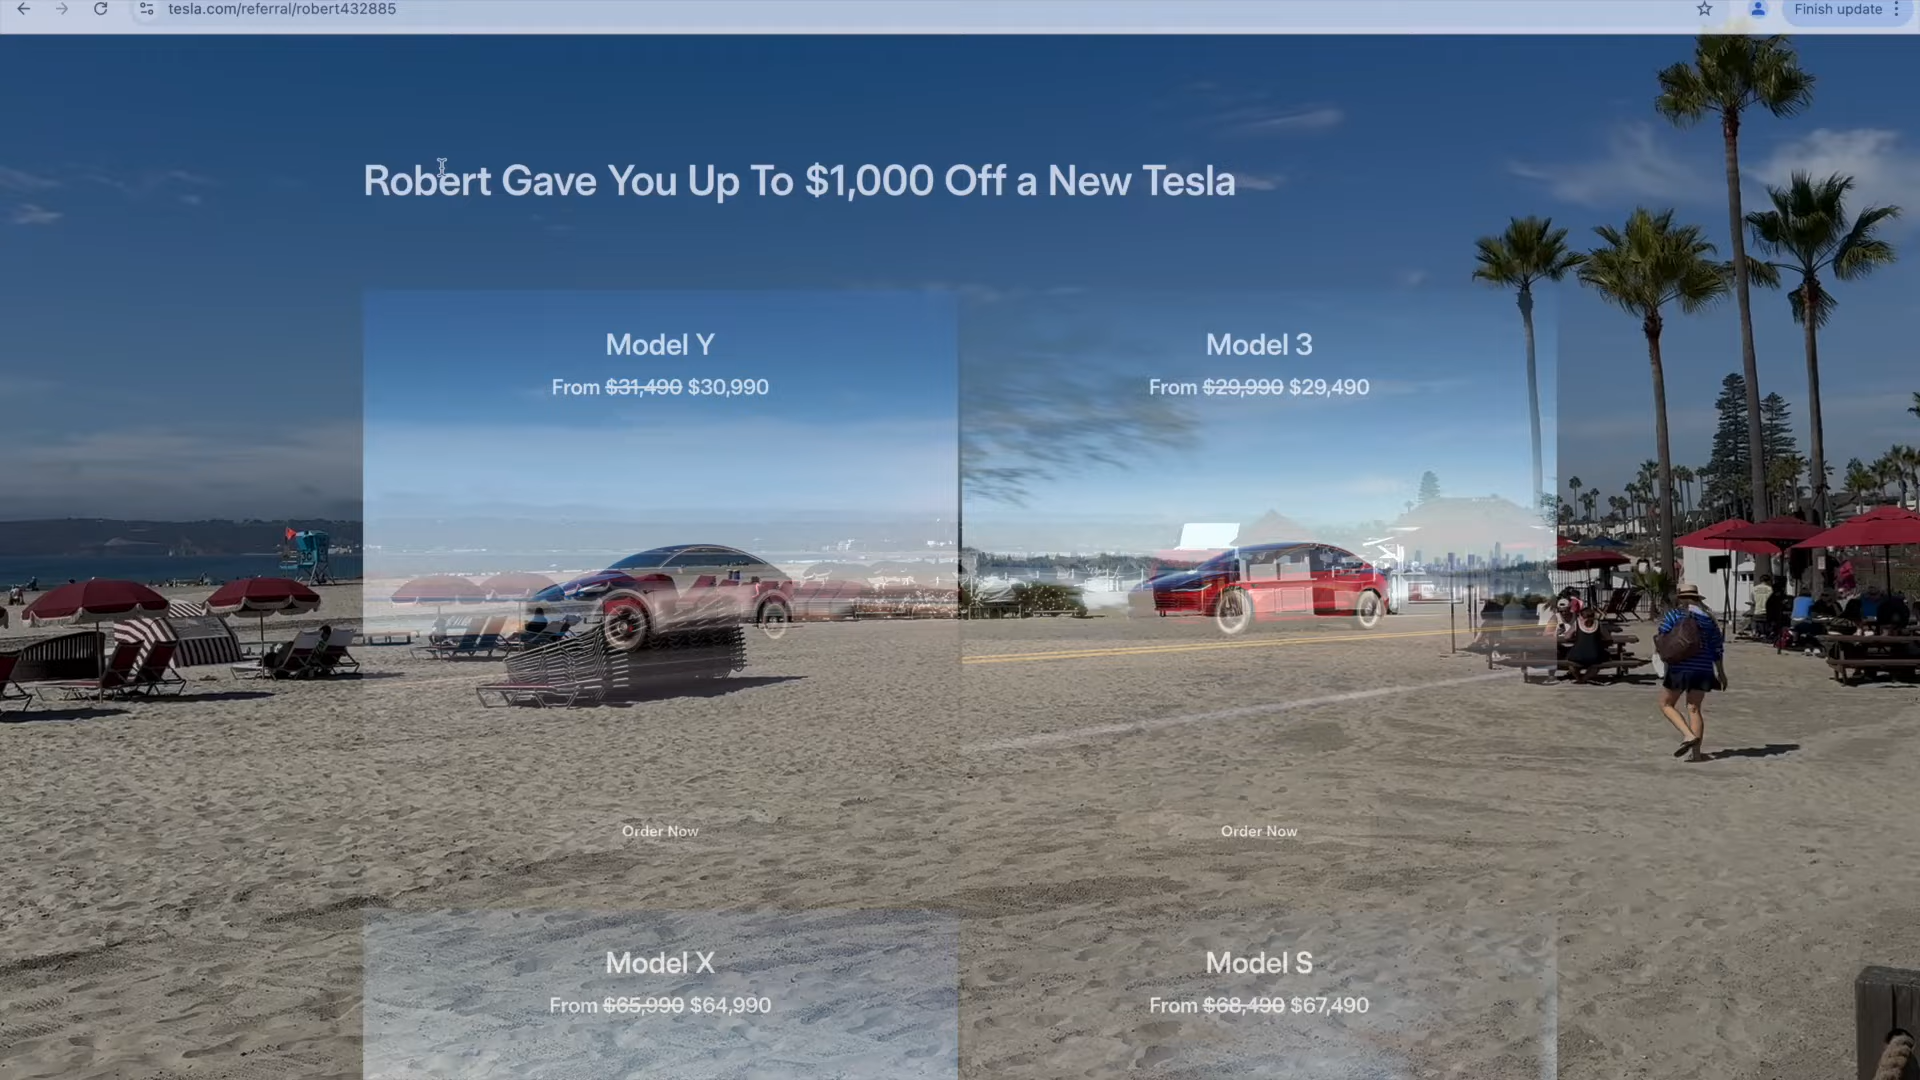 tesla.com/referral/robert432885
Finish update
Robert Gave You Up To $1,000 Off a New Tesla
Model Y
From $31,490 $30,990
Model 3
From $29,990 $29,490
Order Now
Order Now
Model X
From $65,990 $64,990
Model S
From $68,490 $67,490